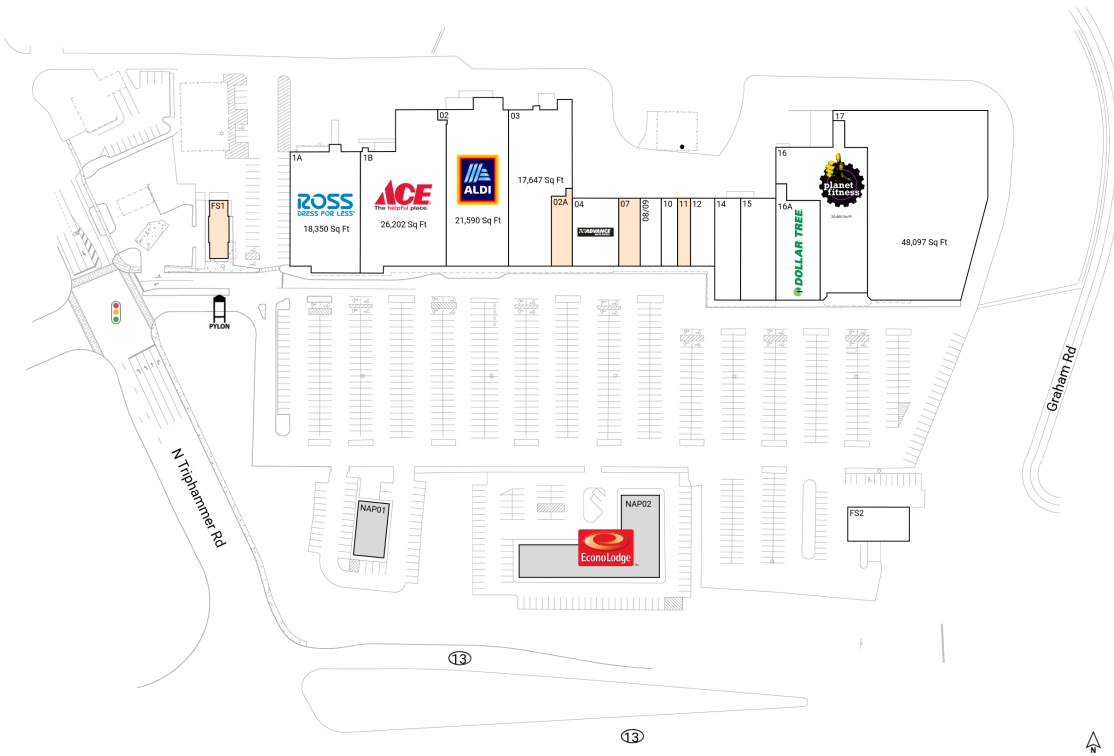 17
02
03
1A
1B
16
ROSS
DRESS FOR LESS®
18,350 Sq Ft
ACE
The helpful place.
26,202 Sq Ft
ALDI
21,590 Sq Ft
17,647 Sq Ft
planet
fitness
FS1
02A
04
ADVANCE
07
08/09
10
11
12
14
15
16A
DOLLAR TREE
48,097 Sq Ft
PYLON
Graham Rd
N Triphammer Rd
NAP01
NAP02
EconoLodge
FS2
13
13
N